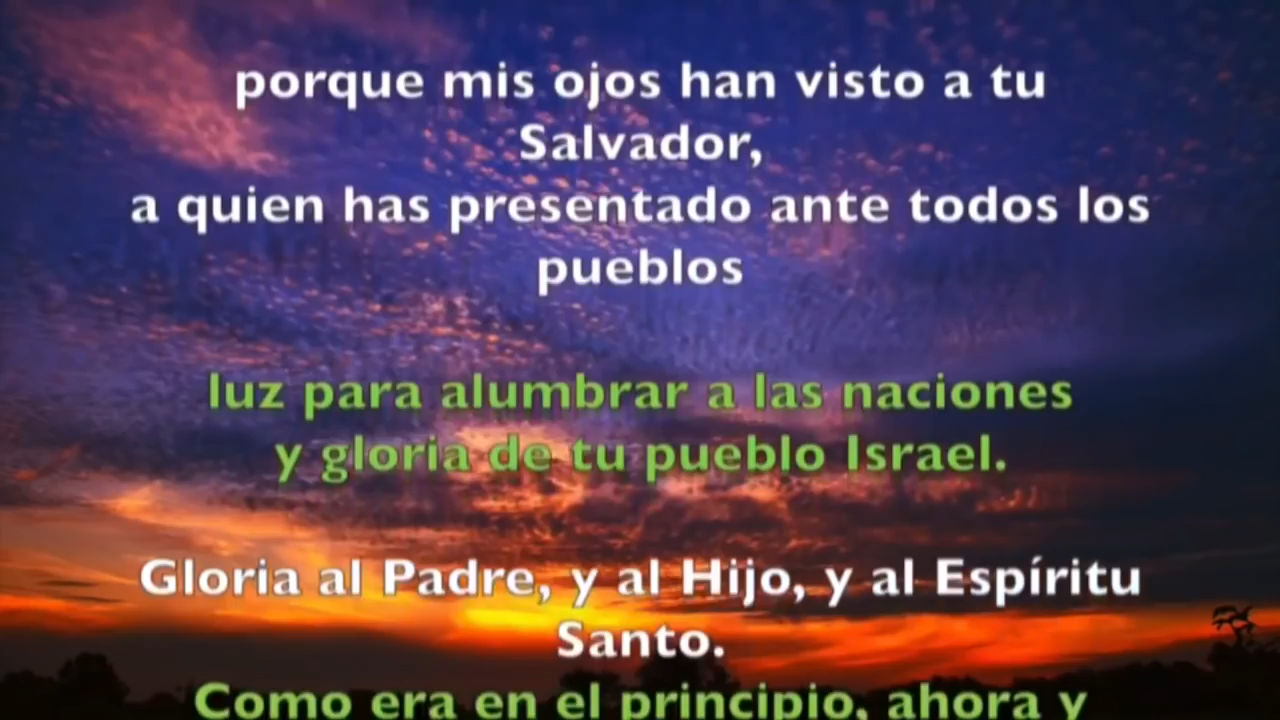 porque mis ojos han visto a tu
Salvador,
a quien has presentado ante todos los
pueblos
luz para alumbrar a las naciones
y gloria de tu pueblo Israel.
Gloria al Padre, y al Hijo, y al Espíritu
Santo.
Como era en el principio, ahora y